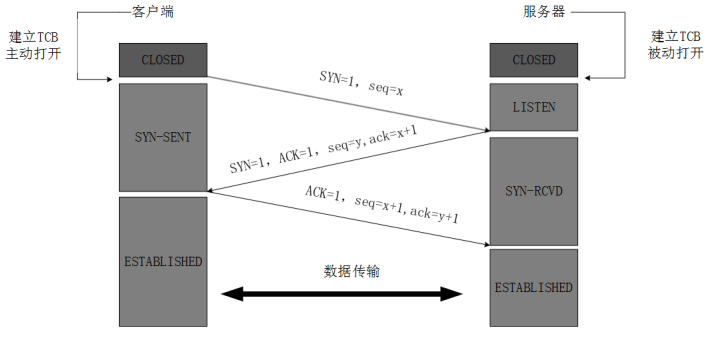 客户端
服务器
建立TCB
主动打开
建立TCB
被动打开
CLOSED
CLOSED
SYN=1, seq=x
LISTEN
SYN-SENT
SYN=1, ACK=1, seq=y,ack=x+1
SYN-RCVD
ACK=1, seq=x+1,ack=y+1
ESTABLISHED
数据传输
ESTABLISHED